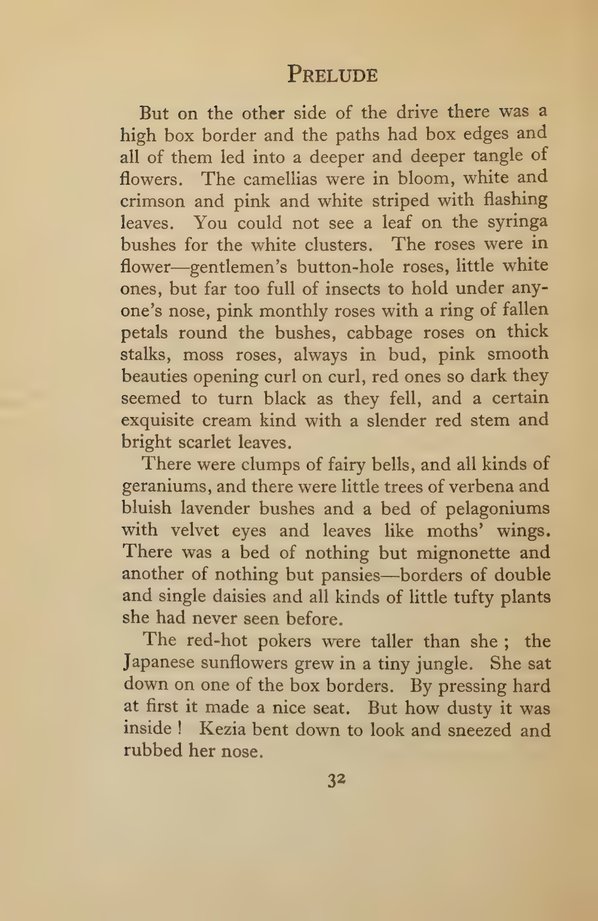 PRELUDE
But on the other side of the drive there was a
high box border and the paths had box edges and
all of them led into a deeper and deeper tangle of
flowers. The camellias were in bloom, white and
crimson and pink and white striped with flashing
leaves. You could not see a leaf on the syringa
bushes for the white clusters. The roses were in
flower—gentlemen's button-hole roses, little white
ones, but far too full of insects to hold under any-
one's nose, pink monthly roses with a ring of fallen
petals round the bushes, cabbage roses on thick
stalks, moss roses, always in bud, pink smooth
beauties opening curl on curl, red ones so dark they
seemed to turn black as they fell, and a certain
exquisite cream kind with a slender red stem and
bright scarlet leaves.
There were clumps of fairy bells, and all kinds of
geraniums, and there were little trees of verbena and
bluish lavender bushes and a bed of pelagoniums
with velvet eyes and leaves like moths' wings.
There was a bed of nothing but mignonette and
another of nothing but pansies—borders of double
and single daisies and all kinds of little tufty plants
she had never seen before.
The red-hot pokers were taller than she ; the
Japanese sunflowers grew in a tiny jungle. She sat
down on one of the box borders. By pressing hard
at first it made a nice seat. But how dusty it was
inside ! Kezia bent down to look and sneezed and
rubbed her nose.
32